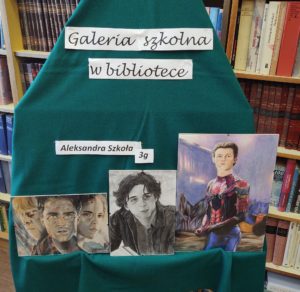 Galeria szkolna
w bibliotece
Aleksandra Szkoła
3g